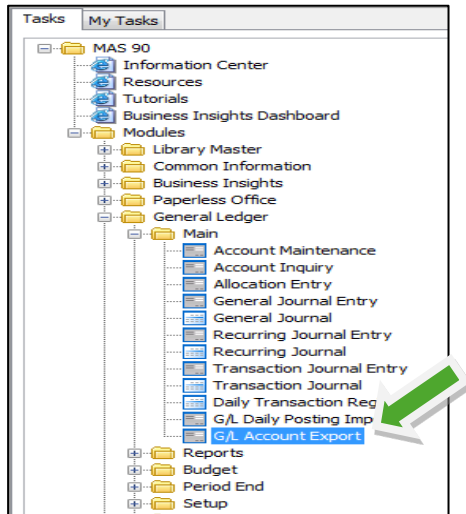 Tasks
My Tasks
MAS 90
Information Center
Resources
Tutorials
Business Insights Dashboard
Modules
Library Master
Common Information
Business Insights
Paperless Office
General Ledger
Main
Account Maintenance
Account Inquiry
Allocation Entry
General Journal Entry
General Journal
Recurring Journal Entry
Recurring Journal
Transaction Journal Entry
Transaction Journal
Daily Transaction Reg
G/L Daily Posting Imp
G/L Account Export
Reports
Budget
Period End
Setup